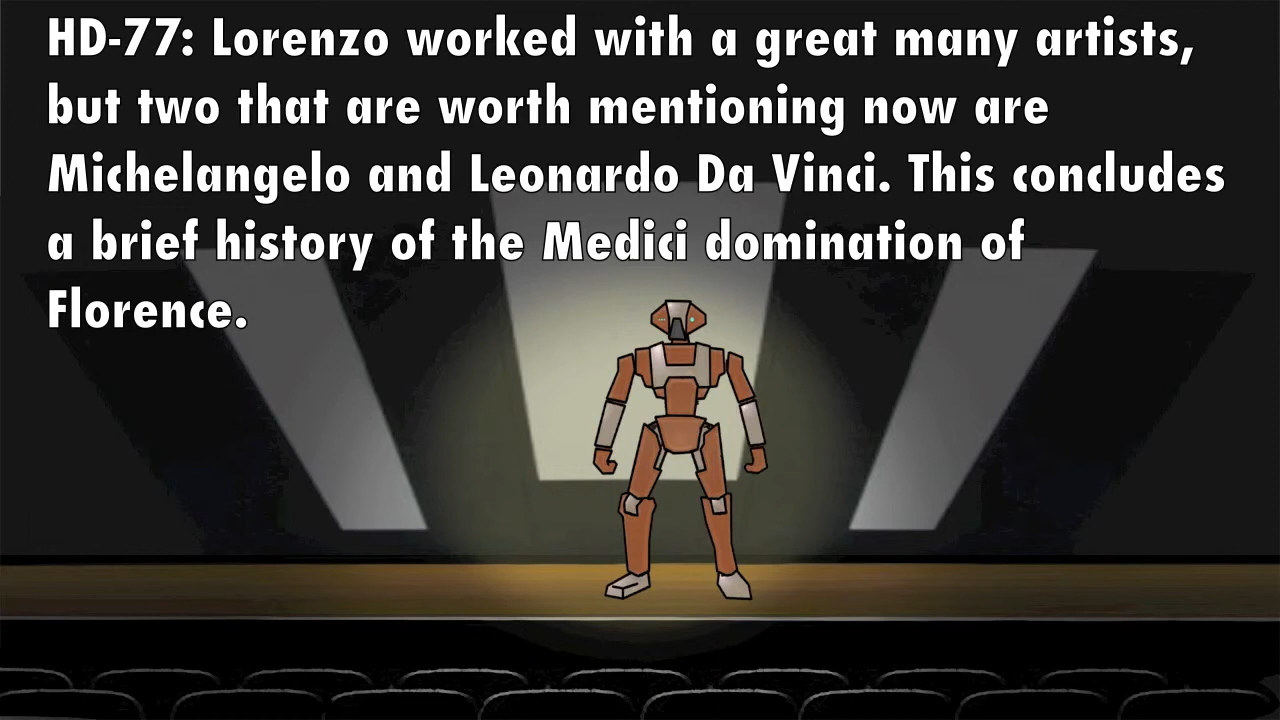 HD-77: Lorenzo worked with a great many artists,
but two that are worth mentioning now are
Michelangelo and Leonardo Da Vinci. This concludes
a brief history of the Medici domination of
Florence.